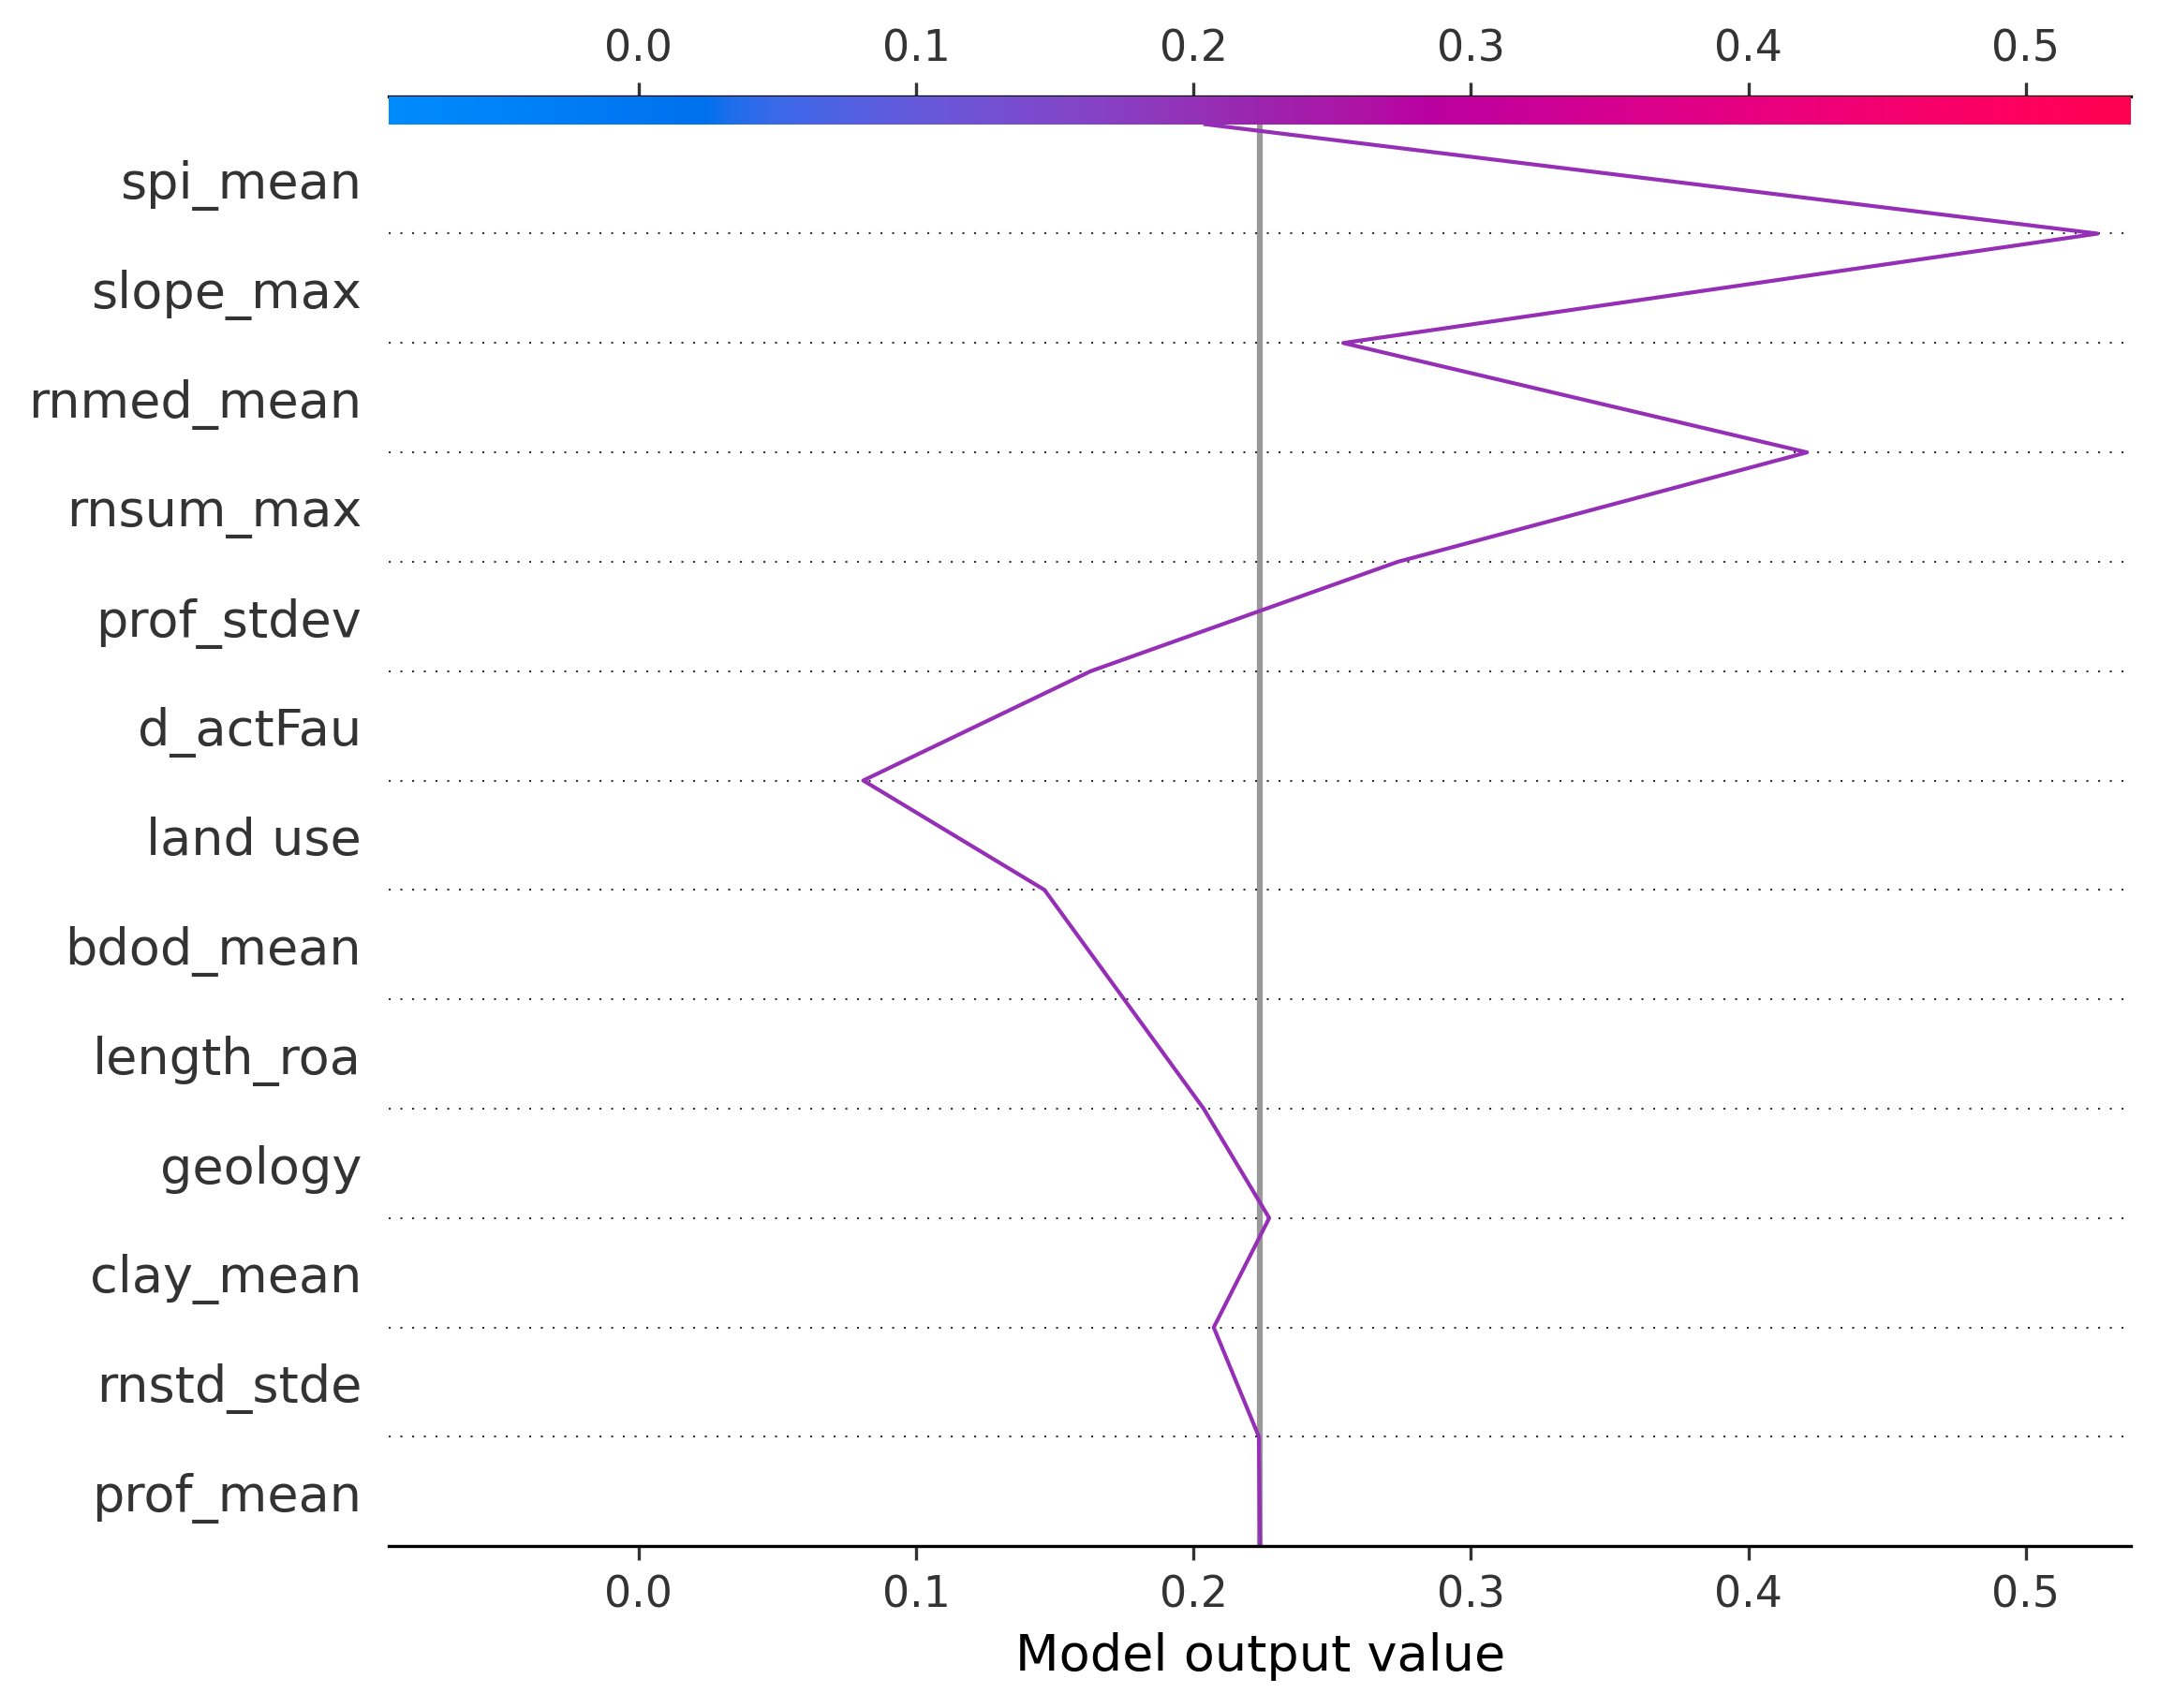 0.0 0.1 0.2 0.3 0.4 0.5
spi_mean
slope_max
rnmed_mean
rnsum_max
prof_stdev
d_actFau
land use
bdod_mean
length_roa
geology
clay_mean
rnstd_stde
prof_mean
0.0 0.1 0.2 0.3 0.4 0.5
Model output value